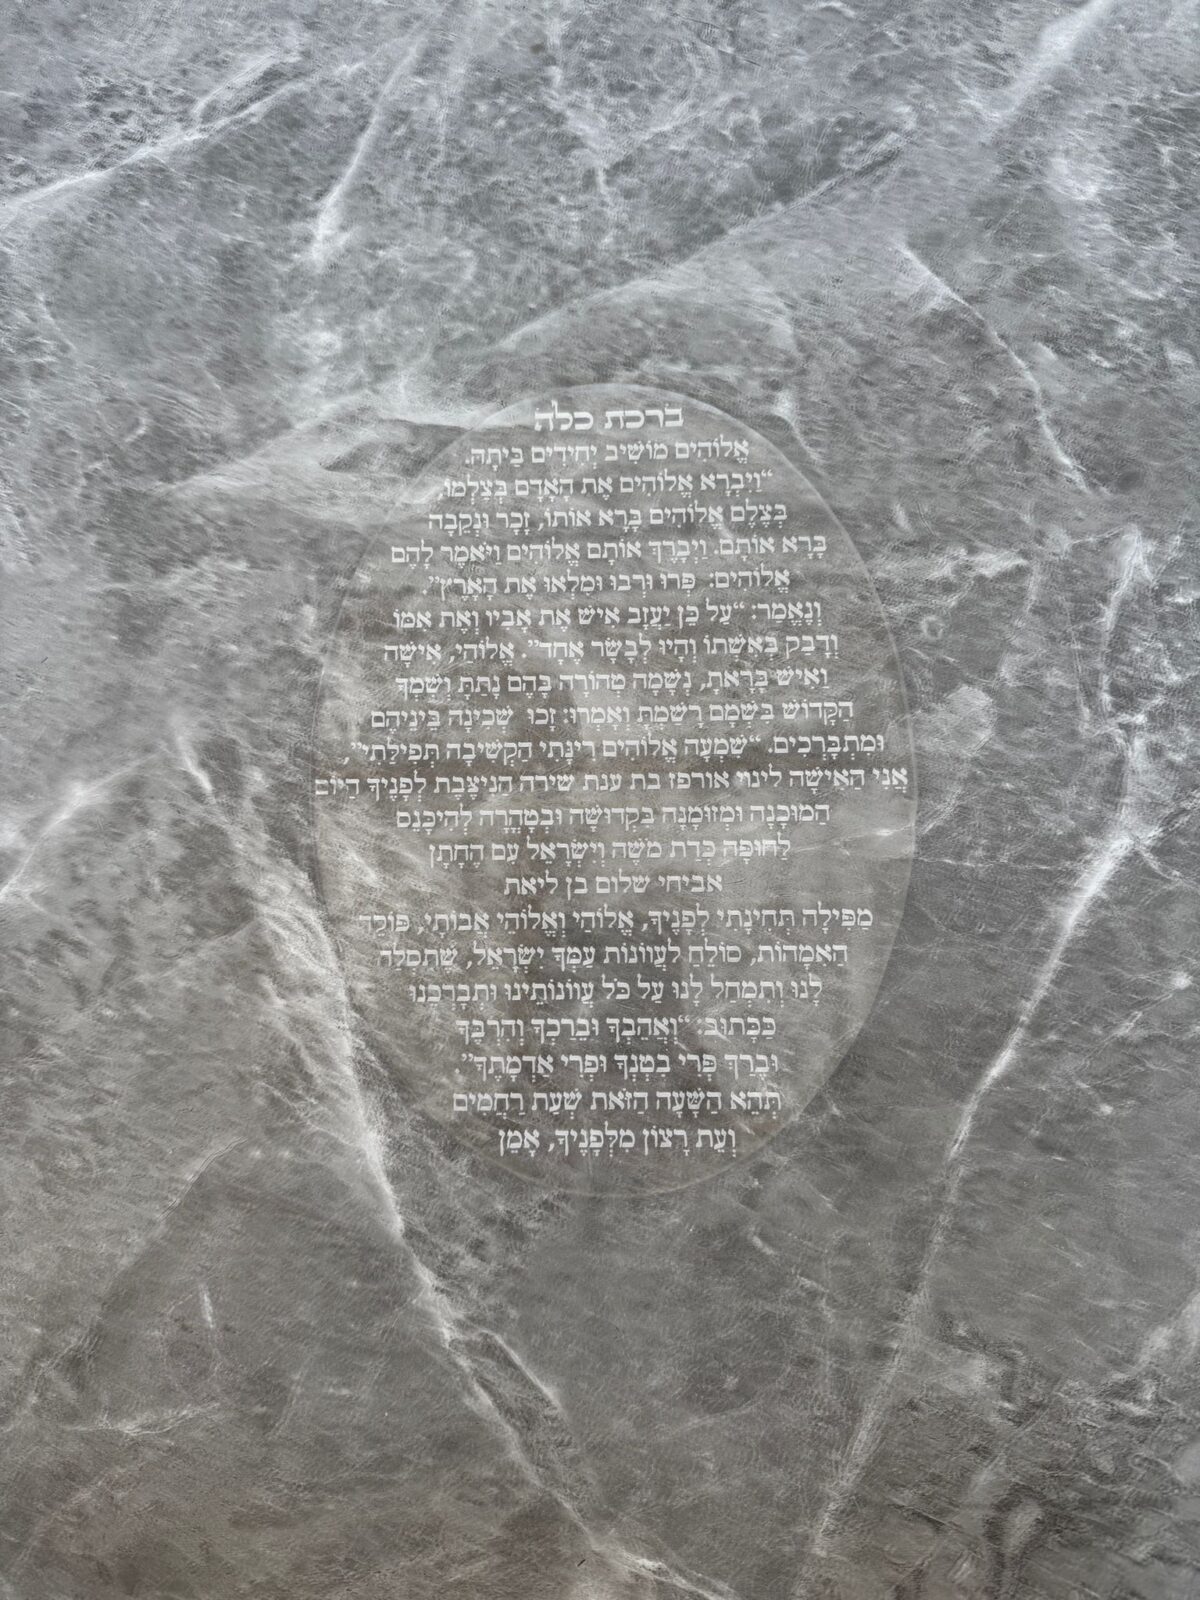 ברכת כלה
אֱלוֹהִים מוֹשִׁיב יְחִידִים בַּיְתָה.
“וַיִּבְרָא אֱלוֹהִים אֶת הָאָדָם בְּצַלְמוֹ,
בְּצֶלֶם אֱלוֹהִים בָּרָא אוֹתוֹ, זָכָר וּנְקֵבָה
בָּרָא אוֹתָם. וַיְבָרֶךְ אוֹתָם אֱלוֹהִים וַיֹּאמֶר לָהֶם
אֱלוֹהִים: פְּרוּ וּרְבוּ וּמִלְאוּ אֶת הָאָרֶץ”.
וְנֶאֱמַר: “עַל כֵּן יַעֲזָב אִישׁ אֶת אָבִיו וְאֶת אִמּוֹ
וְדָבַק בְּאִשְׁתּוֹ וְהָיוּ לְבָשָׂר אֶחָד”. אֱלוֹהַי, אִישָׁה
וְאִישׁ בָּרָאתָ, נְשָׁמָה טְהוֹרָה בָּהֶם נָתַתָּ וְשִׁמְךָ
הַקָּדוֹשׁ בִּשְׁמָם רָשַׁמְתָּ וְאָמְרוּ: זָכוּ שְׁכִינָה בֵּינֵיהֶם
וּמִתְבָּרְכִים. “שִׁמְעָה אֱלוֹהִים רִינָּתִי הַקְשִׁיבָה תְּפִילָּתִי”,
אֲנִי הָאִישָׁה לינוי אורפז בת ענת שירה הַנִּיצֶּבֶת לְפָנֶיךָ הַיּוֹם
הַמּוּכָנָה וּמְזוּמָּנָה בִּקְדוּשָּׁה וּבְטָהֳרָה לְהִיכָּנֵס
לַחוּפָּה כְּדַת מֹשֶׁה וְיִשְׂרָאֵל עִם הֶחָתָן
אביחי שלום בן ליאת
מַפִּילָה תְּחִינָתִי לְפָנֶיךָ, אֱלוֹהַי וְאֱלוֹהֵי אֲבוֹתַי, פּוֹקֵד
הָאִמָּהוֹת, סוֹלֵחַ לַעֲווֹנוֹת עַמְּךָ יִשְׂרָאֵל, שֶׁתִּסְלַח
לָנוּ וְתִמְחַל לָנוּ עַל כֹּל עֲווֹנוֹתֵינוּ וּתְבָרְכֵנוּ
כַּכָּתוּב: “וַאֲהֵבְךָ וּבֵרַכְךָ וְהִרְבֶּךָ
וּבֵרַךְ פְּרִי בִטְנְךָ וּפְרִי אַדְמָתֶךָ”.
תְּהֵא הַשָּׁעָה הַזֹּאת שְׁעַת רַחֲמִים
וְעֵת רָצוֹן מִלְּפָנֶיךָ, אָמֵן